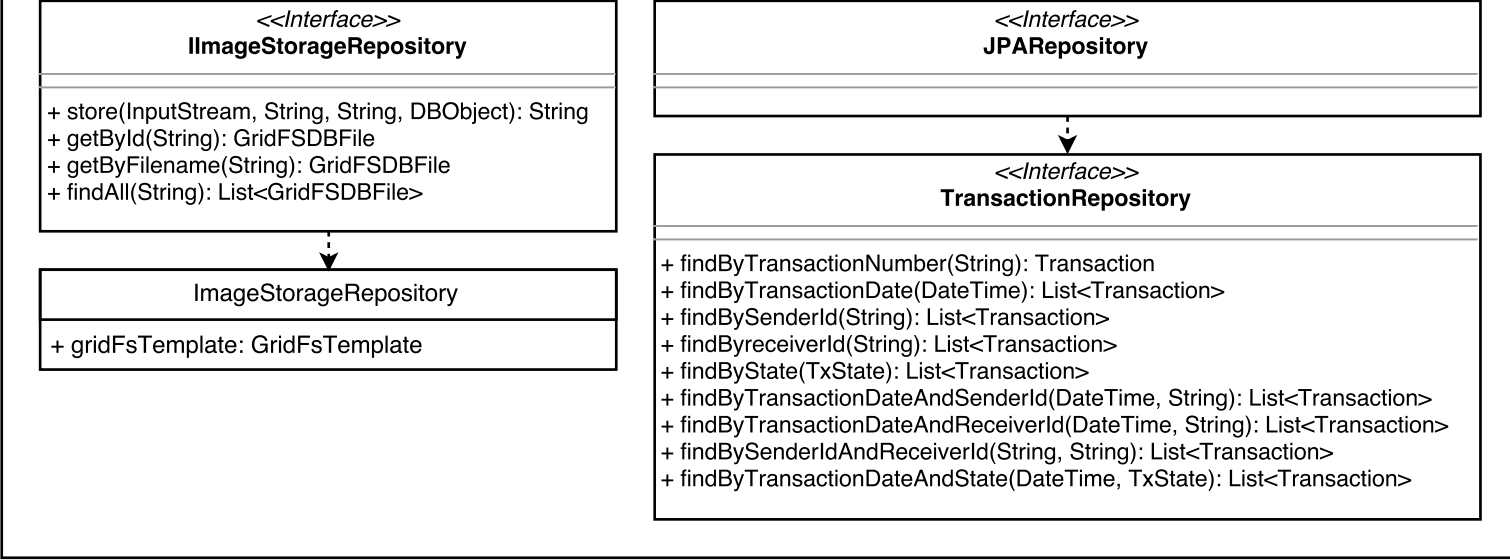 <<Interface>>
IImageStorageRepository
+ store(InputStream, String, String, DBObject): String
+ getById(String): GridFSDBFile
+ getByFilename(String): GridFSDBFile
+ findAll(String): List<GridFSDBFile>
ImageStorageRepository
+ gridFsTemplate: GridFsTemplate
<<Interface>>
JPARepository
<<Interface>>
TransactionRepository
+ findByTransactionNumber(String): Transaction
+ findByTransactionDate(DateTime): List<Transaction>
+ findBySenderId(String): List<Transaction>
+ findByreceiverId(String): List<Transaction>
+ findByState(TxState): List<Transaction>
+ findByTransactionDateAndSenderId(DateTime, String): List<Transaction>
+ findByTransactionDateAndReceiverId(DateTime, String): List<Transaction>
+ findBySenderIdAndReceiverId(String, String): List<Transaction>
+ findByTransactionDateAndState(DateTime, TxState): List<Transaction>